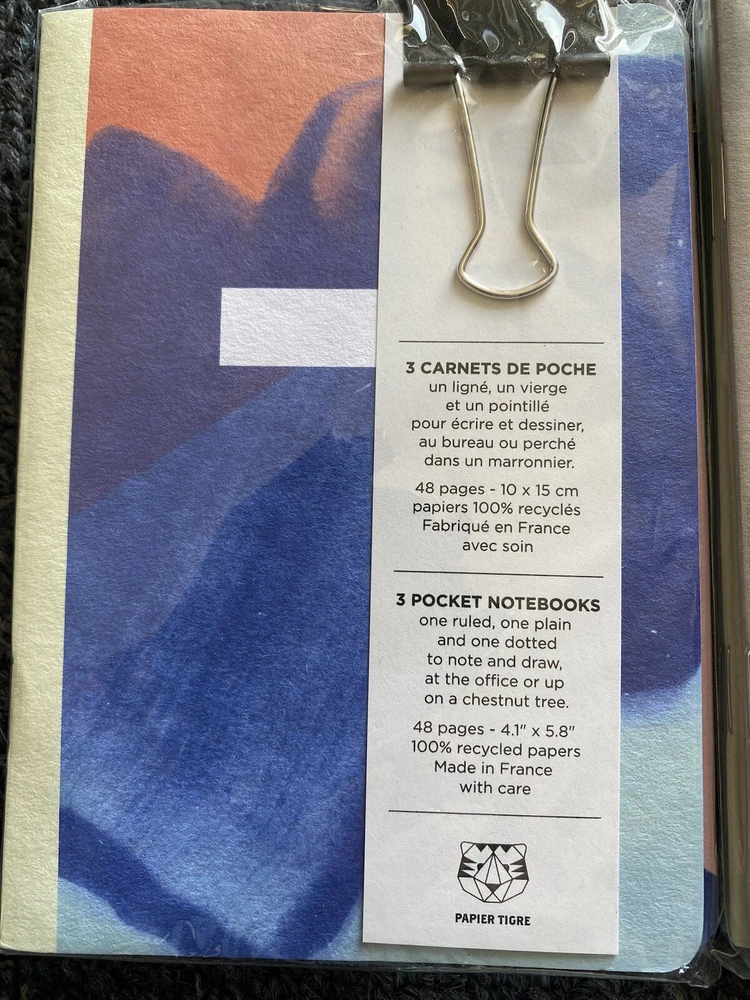 3 CARNETS DE POCHE
un ligné, un vierge
et un pointillé
pour écrire et dessiner,
au bureau ou perché
dans un marronnier.
48 pages - 10 x 15 cm
papiers 100% recyclés
Fabriqué en France
avec soin
3 POCKET NOTEBOOKS
one ruled, one plain
and one dotted
to note and draw,
at the office or up
on a chestnut tree.
48 pages - 4.1" x 5.8"
100% recycled papers
Made in France
with care
PAPIER TIGRE